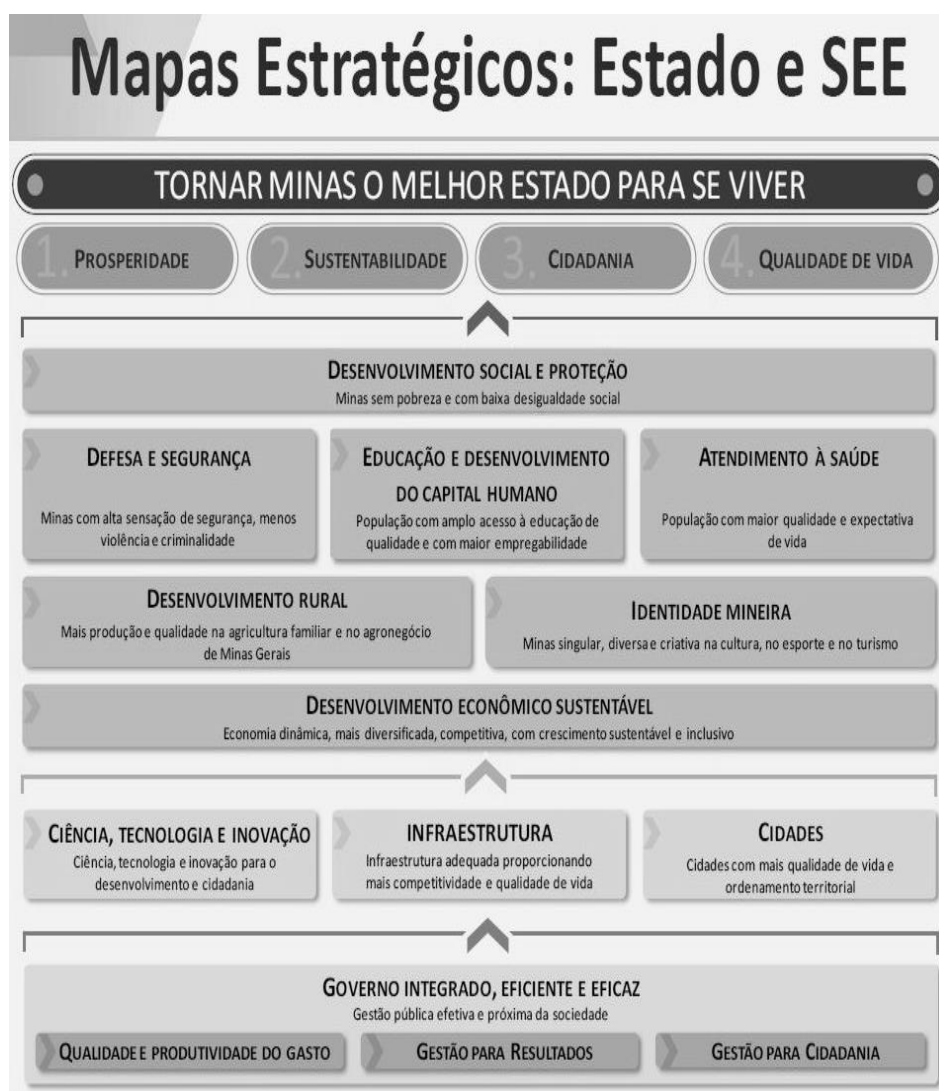 Mapas Estratégicos: Estado e SEE
TORNAR MINAS O MELHOR ESTADO PARA SE VIVER
1. PROSPERIDADE
2. SUSTENTABILIDADE
3. CIDADANIA
4. QUALIDADE DE VIDA
DESENVOLVIMENTO SOCIAL E PROTEÇÃO
Minas sem pobreza e com baixa desigualdade social
DEFESA E SEGURANÇA
Minas com alta sensação de segurança, menos
violência e criminalidade
EDUCAÇÃO E DESENVOLVIMENTO
DO CAPITAL HUMANO
População com amplo acesso à educação de
qualidade e com maior empregabilidade
ATENDIMENTO À SAÚDE
População com maior qualidade e expectativa
de vida
DESENVOLVIMENTO RURAL
Mais produção e qualidade na agricultura familiar e no agronegócio
de Minas Gerais
IDENTIDADE MINEIRA
Minas singular, diversa e criativa na cultura, no esporte e no turismo
DESENVOLVIMENTO ECONÔMICO SUSTENTÁVEL
Economia dinâmica, mais diversificada, competitiva, com crescimento sustentável e inclusivo
CIÊNCIA, TECNOLOGIA E INOVAÇÃO
Ciência, tecnologia e inovação para o
desenvolvimento e cidadania
INFRAESTRUTURA
Infraestrutura adequada proporcionando
mais competitividade e qualidade de vida
CIDADES
Cidades com mais qualidade de vida e
ordenamento territorial
GOVERNO INTEGRADO, EFICIENTE E EFICAZ
Gestão pública efetiva e próxima da sociedade
QUALIDADE E PRODUTIVIDADE DO GASTO
GESTÃO PARA RESULTADOS
GESTÃO PARA CIDADANIA